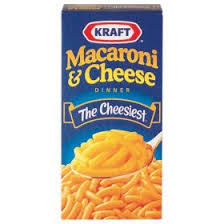 KRAFT
Macaroni
& Cheese
DINNER
The Cheesiest